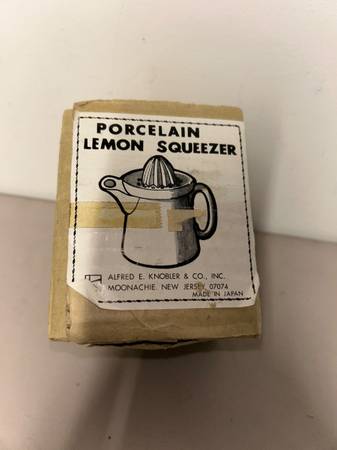 PORCELAIN
LEMON SQUEEZER
ALFRED E. KNOBLER & CO., INC.
MOONACHIE, NEW JERSEY, 07074
MADE IN JAPAN